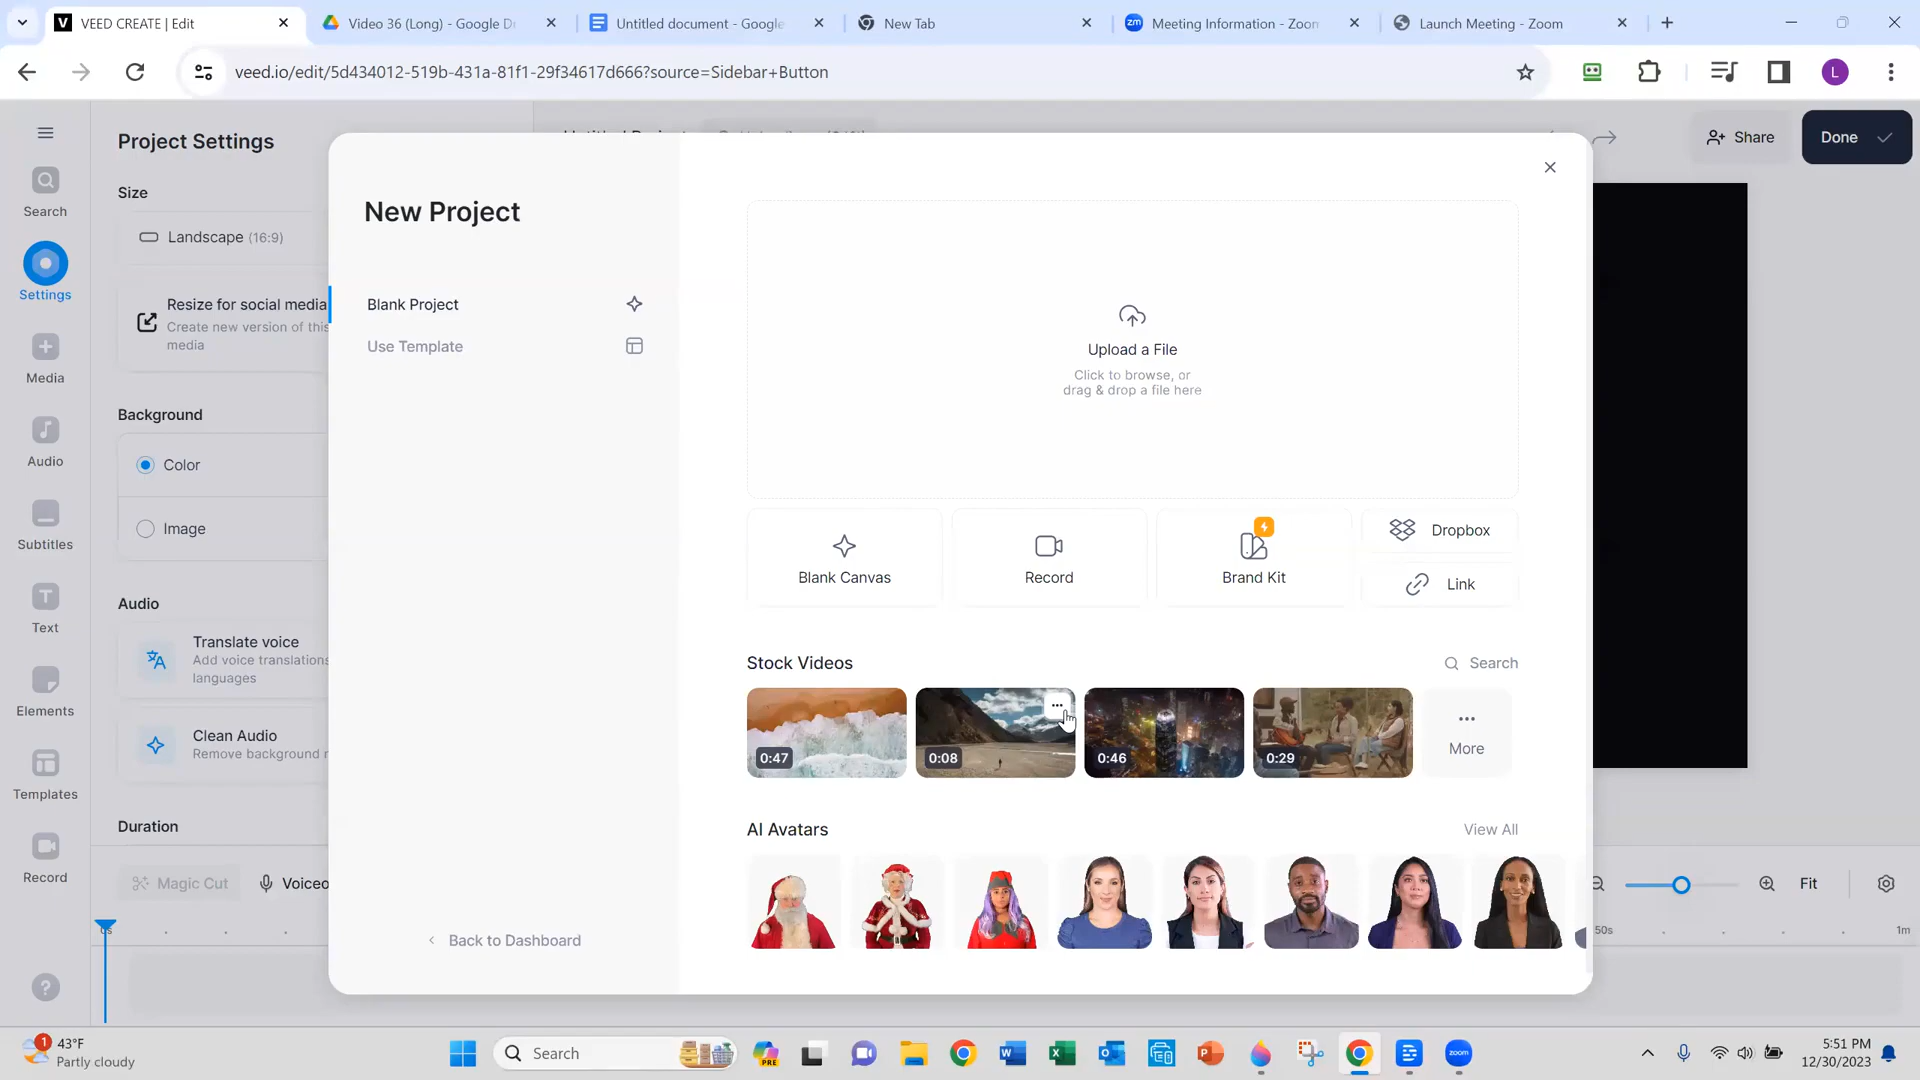 VEED CREATE | Edit
Video 36 (Long) - Google Dr
Untitled document - Google
New Tab
zm
Meeting Information - Zoom
Launch Meeting - Zoom
veed.io/edit/5d434012-519b-431a-81f1-29f34617d666?source=Sidebar+Button
L
Project Settings
Share
Done
Search
Size
Landscape (16:9)
Settings
Resize for social media
Create new version of this
media
Media
Background
Color
Audio
Image
Subtitles
Audio
Text
Translate voice
Add voice translations
languages
Elements
Clean Audio
Remove background n
Templates
Duration
Record
Magic Cut
Voiceo
Fit
50s
1m
New Project
Blank Project
Use Template
Back to Dashboard
Upload a File
Click to browse, or
drag & drop a file here
Blank Canvas
Record
Brand Kit
Dropbox
Link
Stock Videos
Search
0:47
0:08
0:46
0:29
More
AI Avatars
View All
1
43°F
Partly cloudy
Search
PRE
zoom
5:51 PM
12/30/2023